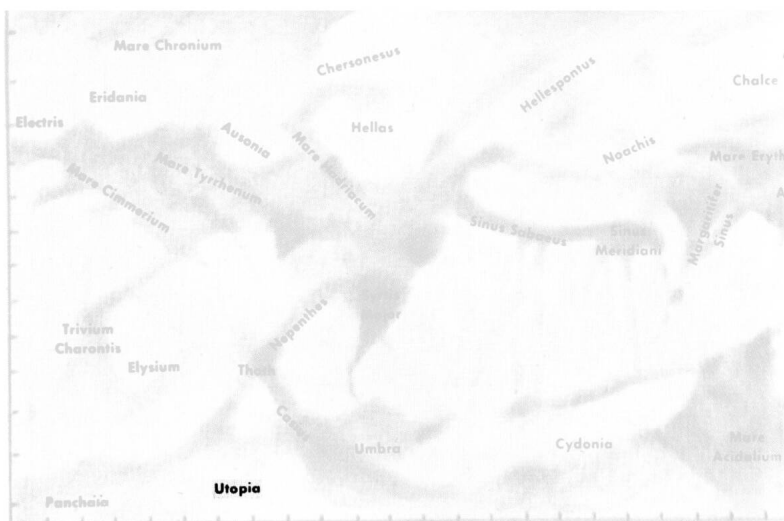 Mare Chronium
Chersonesus
Hellespontus
Chalce
Eridania
Electris
Ausonia
Hellas
Mare Hadriacum
Noachis
Mare Tyrrhenum
Mare Eryth
Mare Cimmerium
Sinus Sabaeus
Sinus
Meridiani
Margaritifer
Sinus
A
Nepenthes
Trivium
Charontis
Elysium
Thoth
Casius
Umbra
Cydonia
Mare
Acidalium
Utopia
Panchaïa